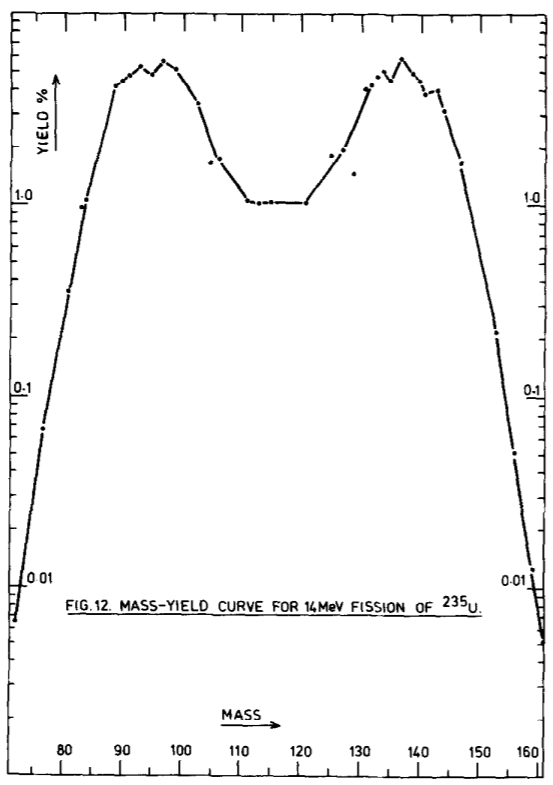 YIELD %
1.0
1.0
0.1
0.1
0.01
0.01
FIG.12. MASS-YIELD CURVE FOR 14MeV FISSION OF 235U.
MASS
80 90 100 110 120 130 140 150 160